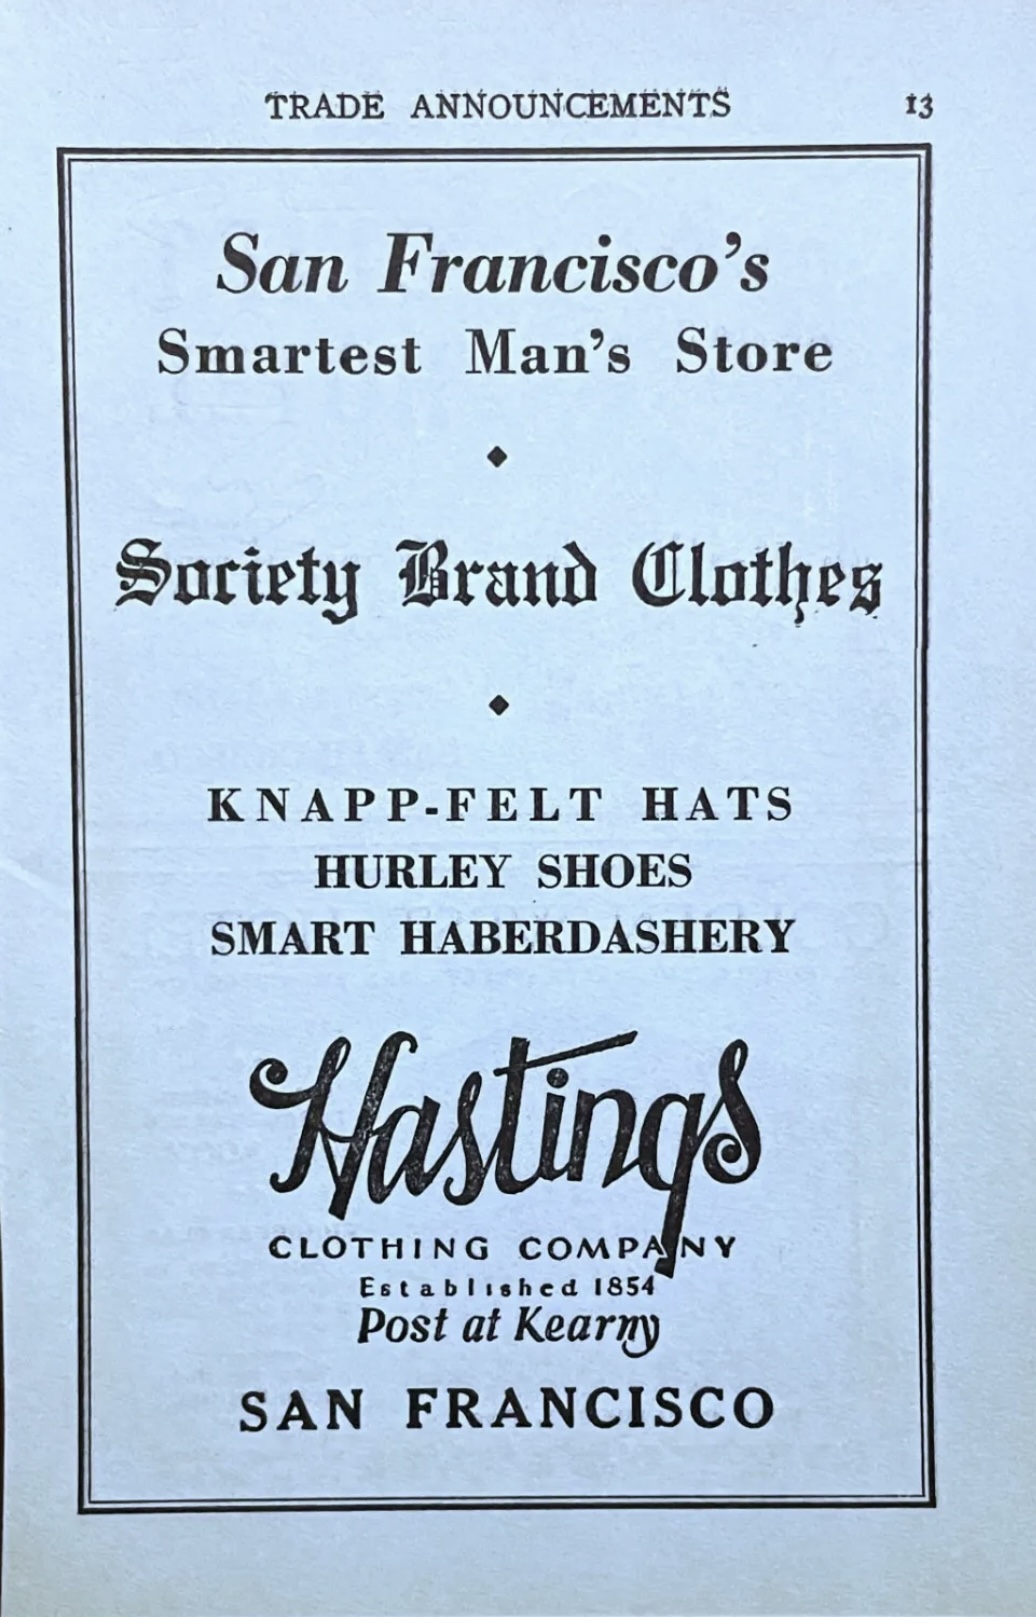 TRADE ANNOUNCEMENTS 13
San Francisco's
Smartest Man's Store
Society Brand Clothes
KNAPP-FELT HATS
HURLEY SHOES
SMART HABERDASHERY
Hastings
CLOTHING COMPANY
Established 1854
Post at Kearny
SAN FRANCISCO